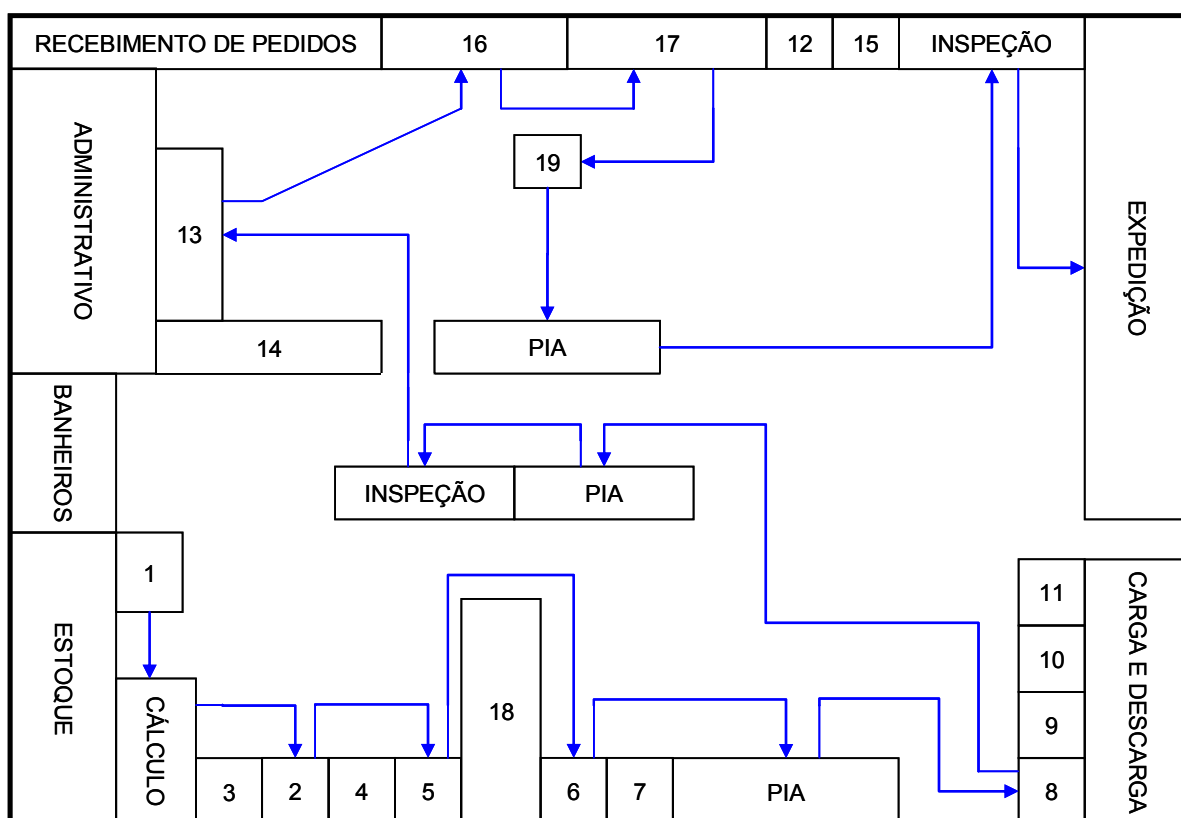 RECEBIMENTO DE PEDIDOS
16
17
12
15
INSPEÇÃO
ADMINISTRATIVO
13
19
EXPEDIÇÃO
14
PIA
BANHEIROS
INSPEÇÃO
PIA
1
ESTOQUE
CÁLCULO
3
2
4
5
18
6
7
PIA
11
10
9
8
CARGA E DESCARGA